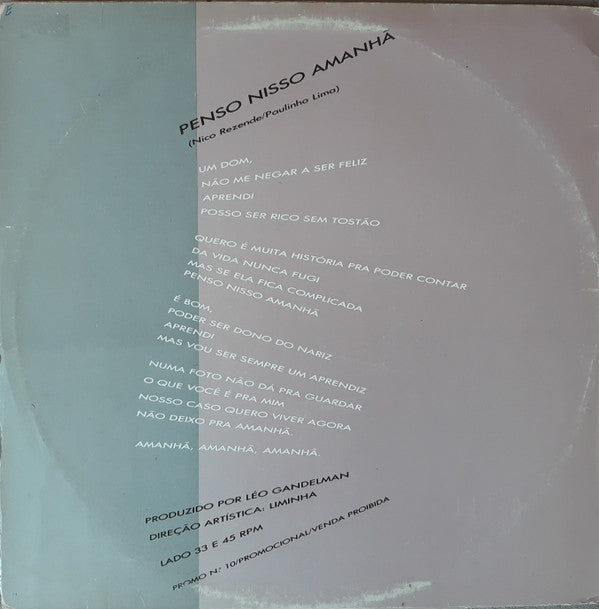 E
PENSO NISSO AMANHÃ
(Nico Rezende/Paulinho Lima)
UM DOM,
NÃO ME NEGAR A SER FELIZ
APRENDI
POSSO SER RICO SEM TOSTÃO
QUERO É MUITA HISTÓRIA PRA PODER CONTAR
DA VIDA NUNCA FUGI
MAS SE ELA FICA COMPLICADA
PENSO NISSO AMANHÃ
É BOM,
PODER SER DONO DO NARIZ
APRENDI
MAS VOU SER SEMPRE UM APRENDIZ
NUMA FOTO NÃO DÁ PRA GUARDAR
O QUE VOCÊ É PRA MIM
NOSSO CASO QUERO VIVER AGORA
NÃO DEIXO PRA AMANHÃ.
AMANHÃ, AMANHÃ, AMANHÃ.
PRODUZIDO POR LÉO GANDELMAN
DIREÇÃO ARTÍSTICA: LIMINHA
LADO 33 E 45 RPM
PROMO N.º 10/PROMOCIONAL/VENDA PROIBIDA